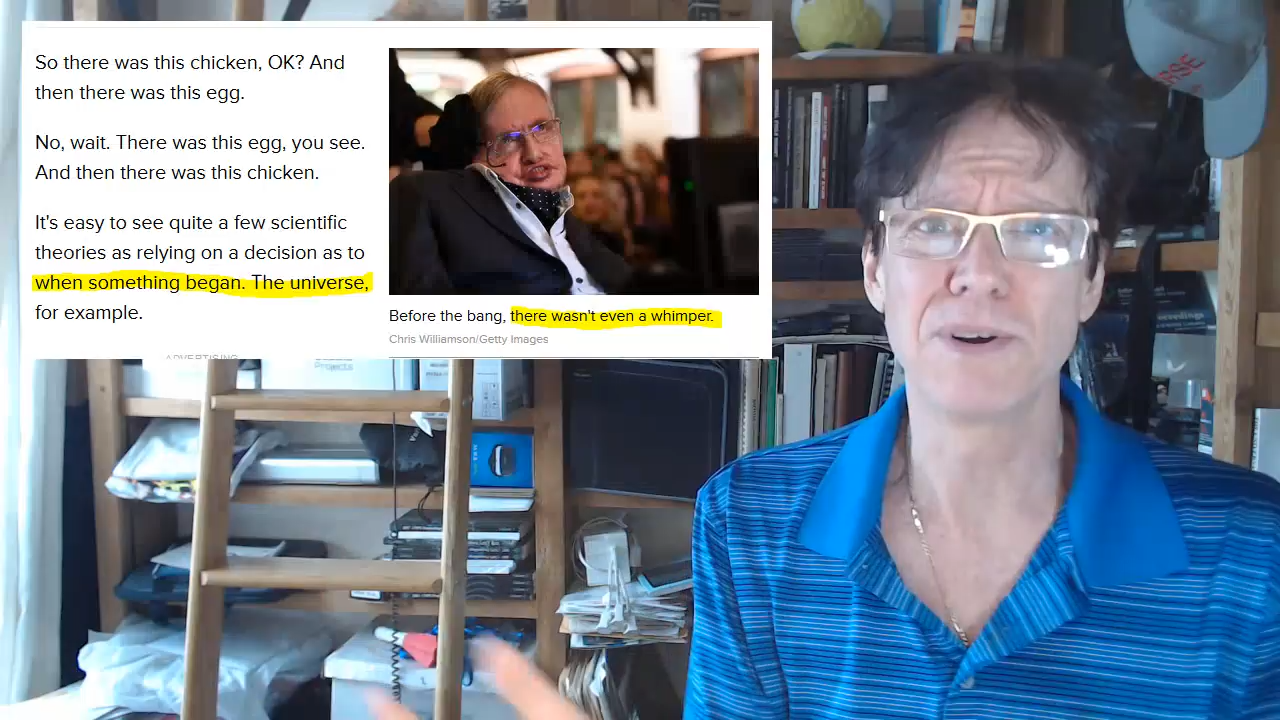 So there was this chicken, OK? And
then there was this egg.
No, wait. There was this egg, you see.
And then there was this chicken.
It's easy to see quite a few scientific
theories as relying on a decision as to
when something began. The universe,
for example.
ADVERTISING
Before the bang, there wasn't even a whimper.
Chris Williamson/Getty Images
Projects
Proceedings